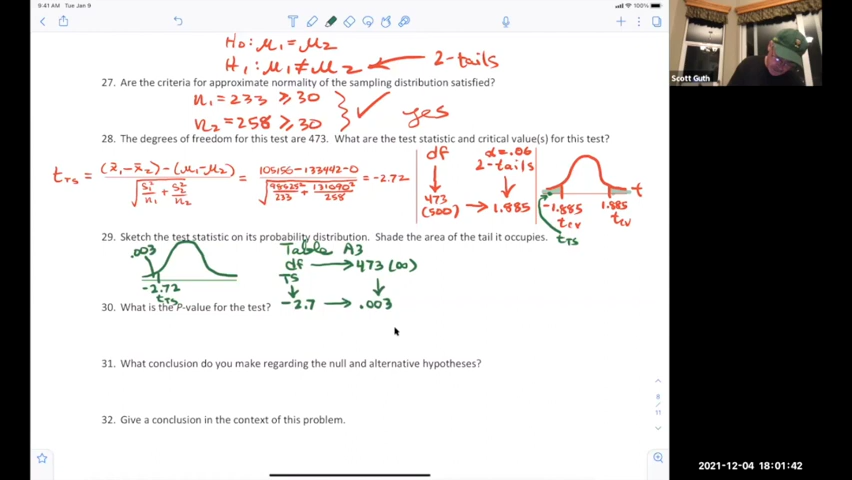 9:41 AM Tue Jan 9
100%
H0: μ1 = μ2
H1: μ1 ≠ μ2 ← 2-tails
27. Are the criteria for approximate normality of the sampling distribution satisfied?
n1 = 233 ≥ 30
n2 = 258 ≥ 30
yes
28. The degrees of freedom for this test are 473. What are the test statistic and critical value(s) for this test?
tTS = (x̄1 - x̄2) - (μ1 - μ2) / √(S1²/n1 + S2²/n2) = 105156 - 133442 - 0 / √( ²/233 + 131090²/258) = -2.72
df
473
(500) → 1.885
α = .06
2-tails
t
-1.885
tCV
1.885
tCV
tTS
29. Sketch the test statistic on its probability distribution. Shade the area of the tail it occupies.
.003
-2.72
tTS
Table A3
df → 473 (∞)
TS
-2.7 → .003
30. What is the P-value for the test?
31. What conclusion do you make regarding the null and alternative hypotheses?
32. Give a conclusion in the context of this problem.
Scott Guth
8
11
2021-12-04 18:01:42